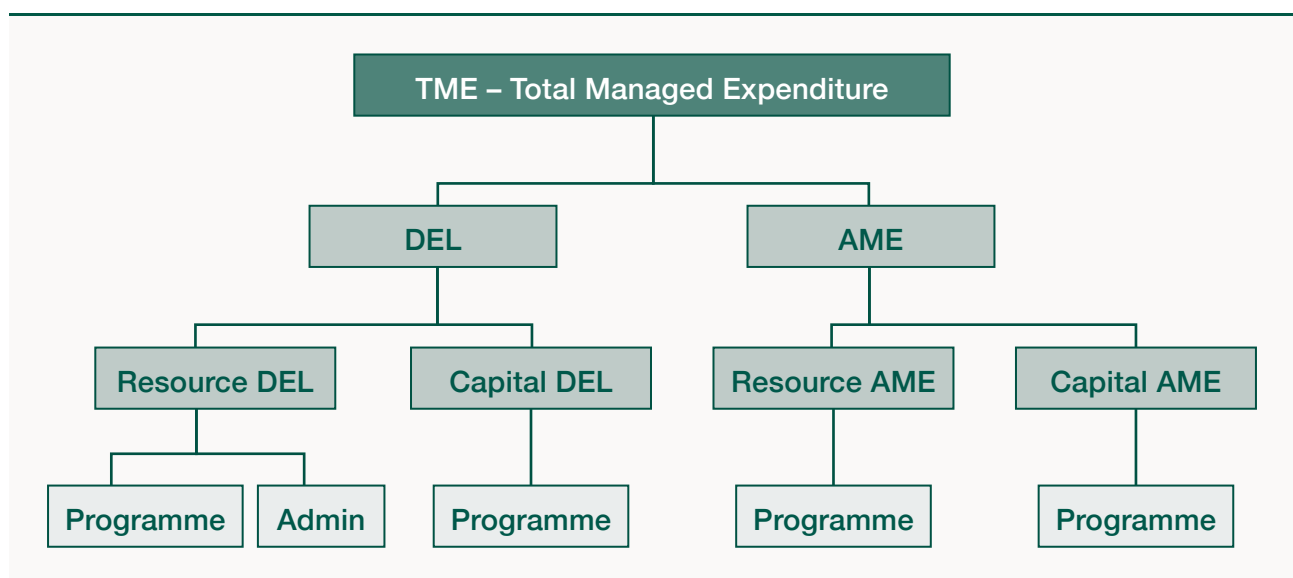 TME – Total Managed Expenditure
DEL
AME
Resource DEL
Capital DEL
Resource AME
Capital AME
Programme
Admin
Programme
Programme
Programme